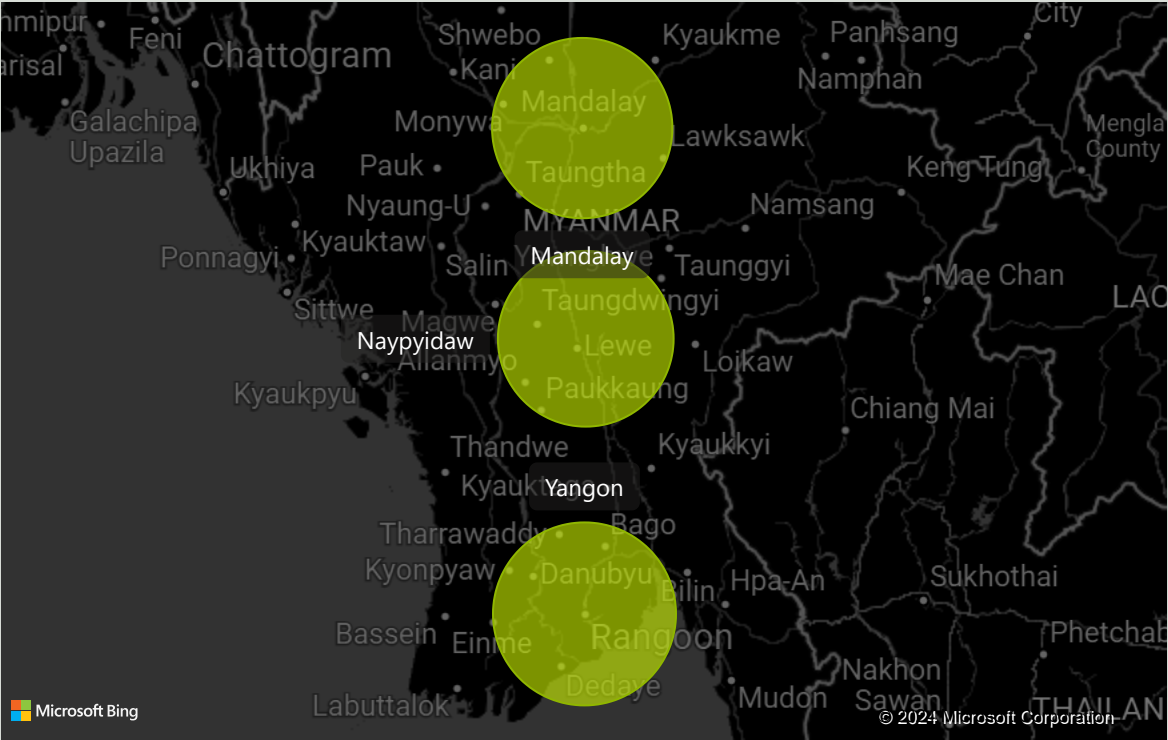 City
nmipur
Feni
Shwebo
Kyaukme
Panhsang
arisal
Chattogram
Kani
Namphan
Mandalay
Galachipa
Upazila
Monywa
Lawksawk
Mengla
County
Ukhiya
Pauk
Taungtha
Keng Tung
Nyaung-U
MYANMAR
Namsang
Ponnagyi
Kyauktaw
Salin
Mandalay
Taunggyi
Mae Chan
Sittwe
Magwe
Taungdwingyi
LAO
Naypyidaw
Lewe
Allanmyo
Loikaw
Kyaukpyu
Paukkaung
Chiang Mai
Thandwe
Kyaukkyi
Yangon
Tharrawaddy
Bago
Kyonpyaw
Danubyu
Bilin
Hpa-An
Sukhothai
Bassein
Einme
Rangoon
Phetchab
Nakhon
Sawan
Dedaye
Mudon
Labuttalok
THAILAN
Microsoft Bing
© 2024 Microsoft Corporation